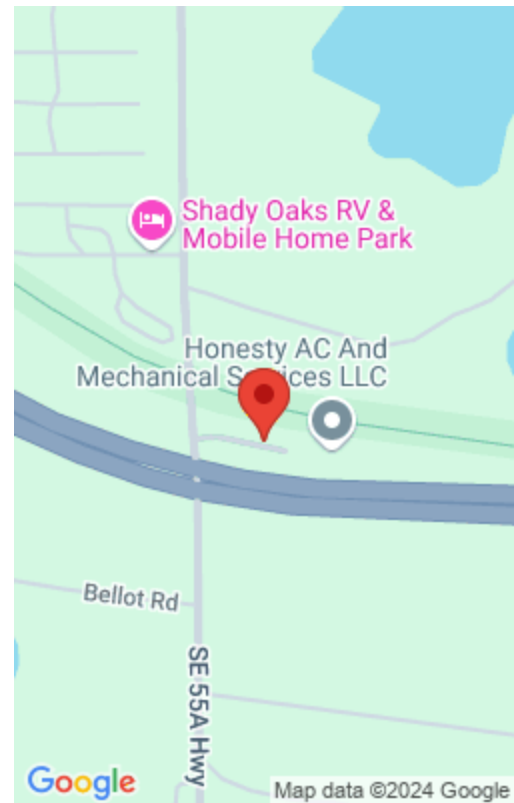 Shady Oaks RV &
Mobile Home Park
Honesty AC And
Mechanical Services LLC
Bellot Rd
SE 55A Hwy
Google
Map data ©2024 Google